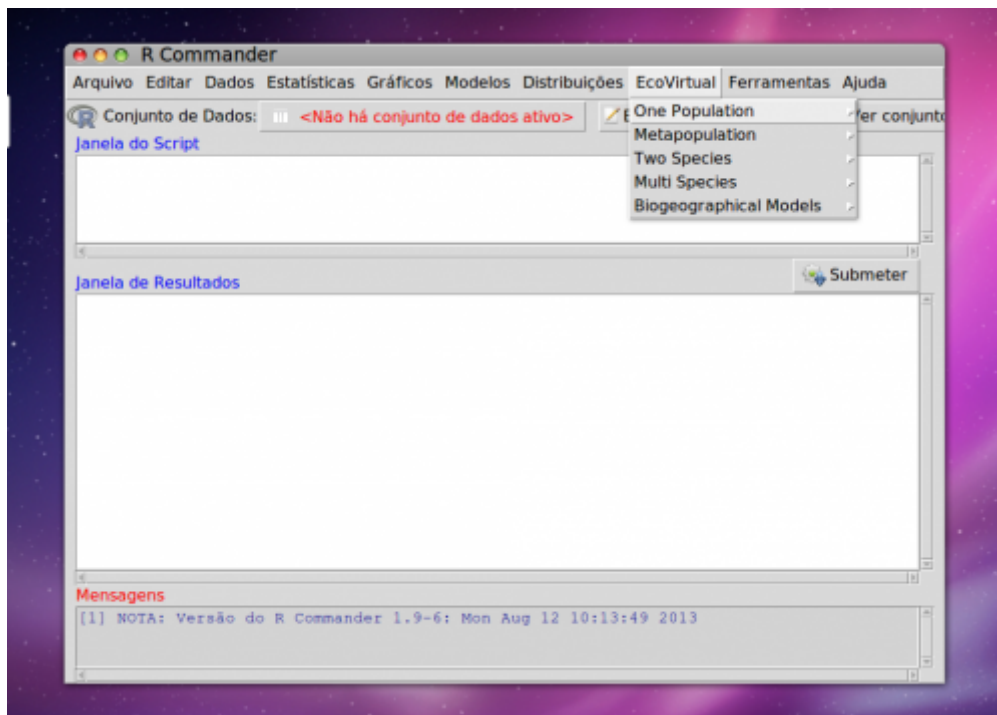 R Commander
Arquivo Editar Dados Estatísticas Gráficos Modelos Distribuições EcoVirtual Ferramentas Ajuda
R Conjunto de Dados: <Não há conjunto de dados ativo>
One Population
Metapopulation
Two Species
Multi Species
Biogeographical Models
Janela do Script
Submeter
Janela de Resultados
Mensagens
[1] NOTA: Versão do R Commander 1.9-6: Mon Aug 12 10:13:49 2013